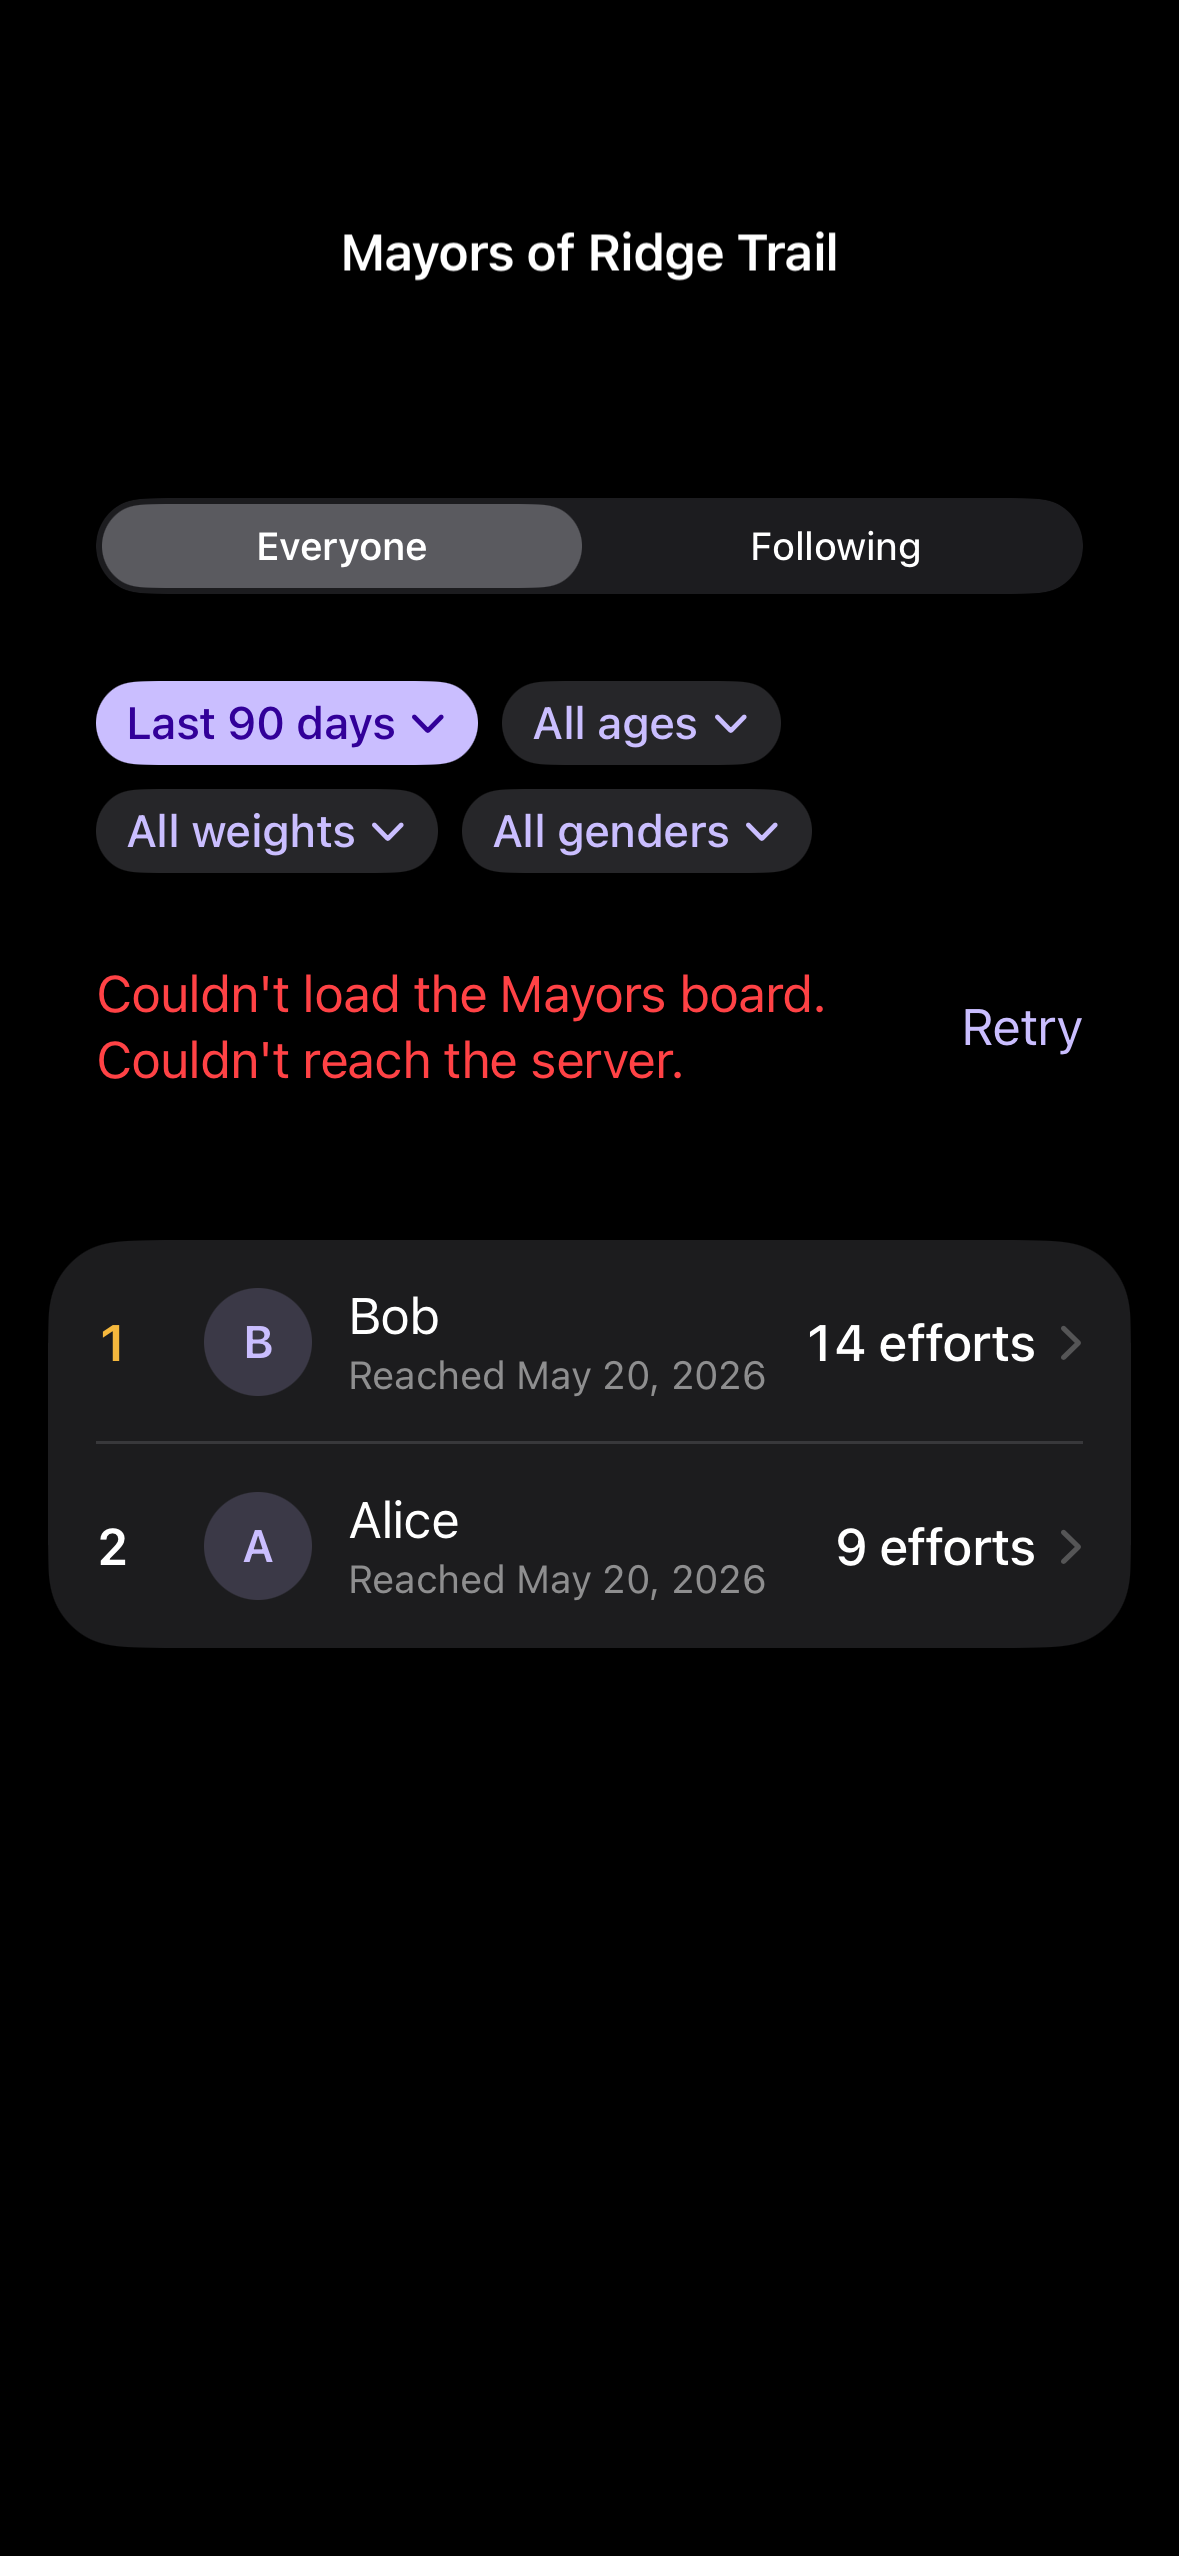 Mayors of Ridge Trail
Everyone Following
Last 90 days All ages
All weights All genders
Couldn't load the Mayors board.
Couldn't reach the server.
Retry
1 B Bob 14 efforts
Reached May 20, 2026
2 A Alice 9 efforts
Reached May 20, 2026